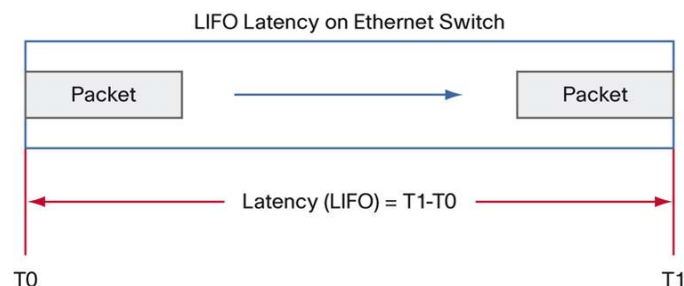 LIFO Latency on Ethernet Switch
Packet
Packet
Latency (LIFO) = T1-T0
T0
T1